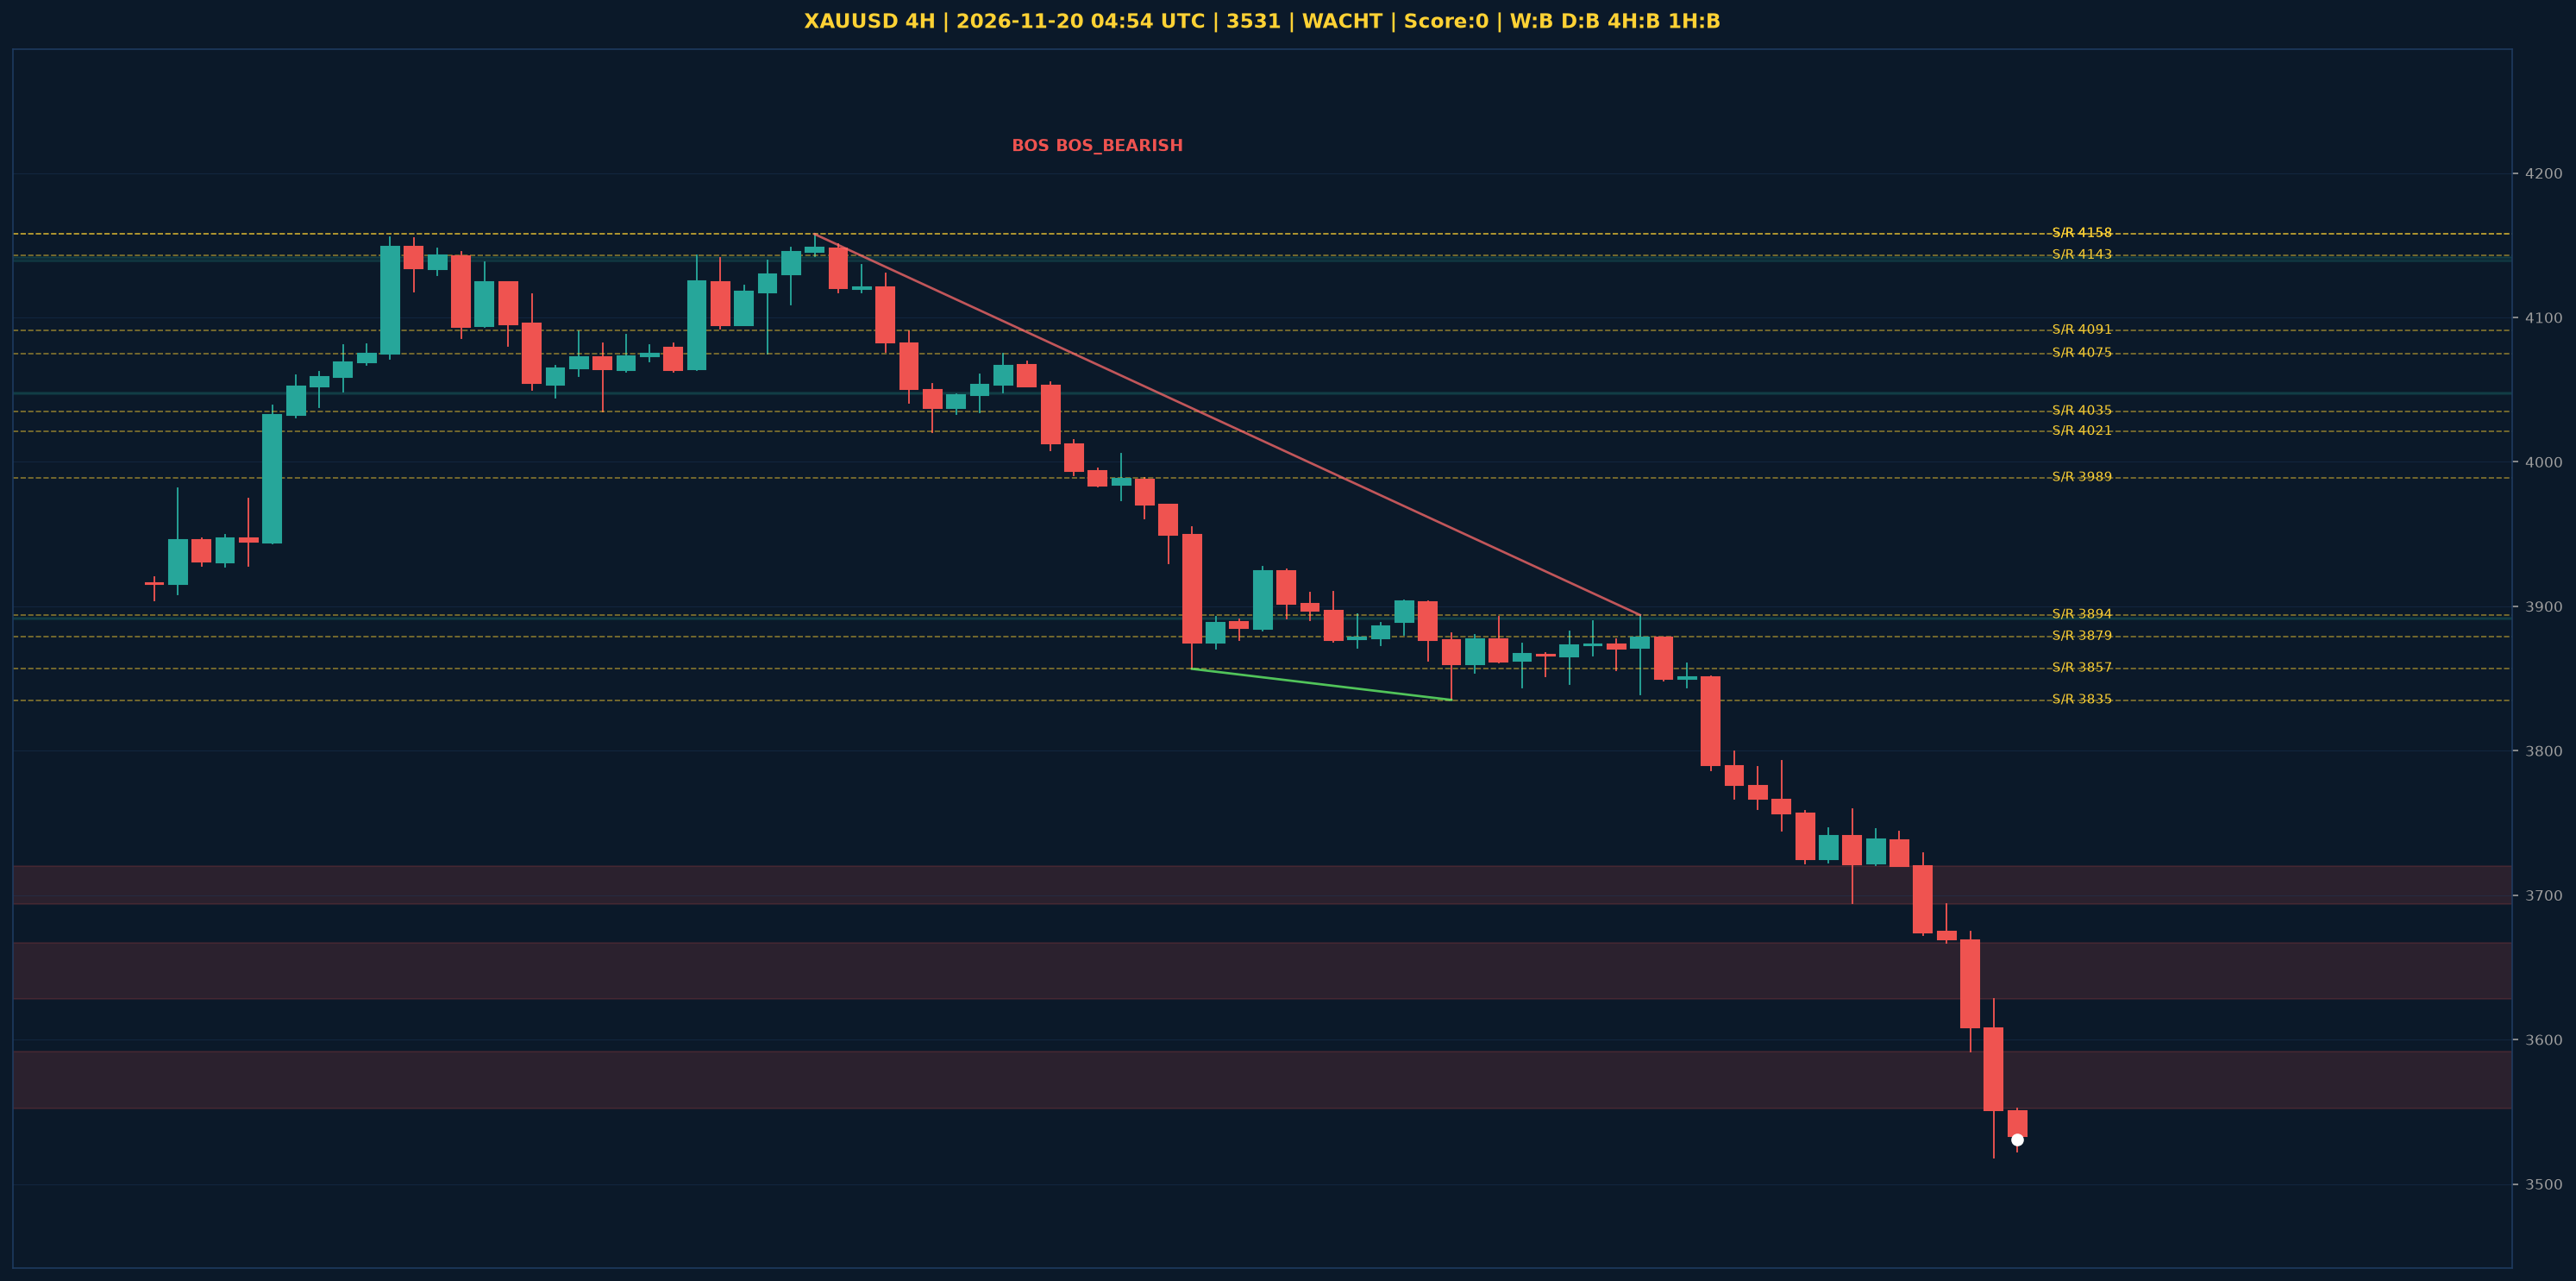 XAUUSD 4H | 2026-11-20 04:54 UTC | 3531 | WACHT | Score:0 | W:B D:B 4H:B 1H:B
BOS BOS_BEARISH
4200
S/R 4158
S/R 4143
4100
S/R 4091
S/R 4075
S/R 4035
S/R 4021
4000
S/R 3989
3900
S/R 3894
S/R 3879
S/R 3857
S/R 3835
3800
3700
3600
3500